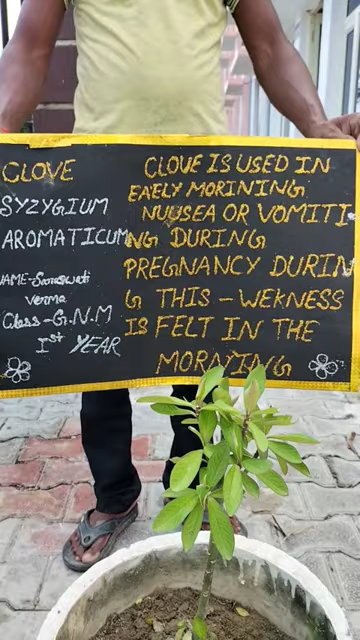 CLOVE
SYZYGIUM
AROMATICUM
NAME-Saraswati
Verma
Class-G.N.M
1st YEAR
CLOVE IS USED IN
EAELY MORINING
NUUSEA OR VOMITI
NG DURING
PREGNANCY DURIN
G THIS - WEKNESS
IS FELT IN THE
MORNYING